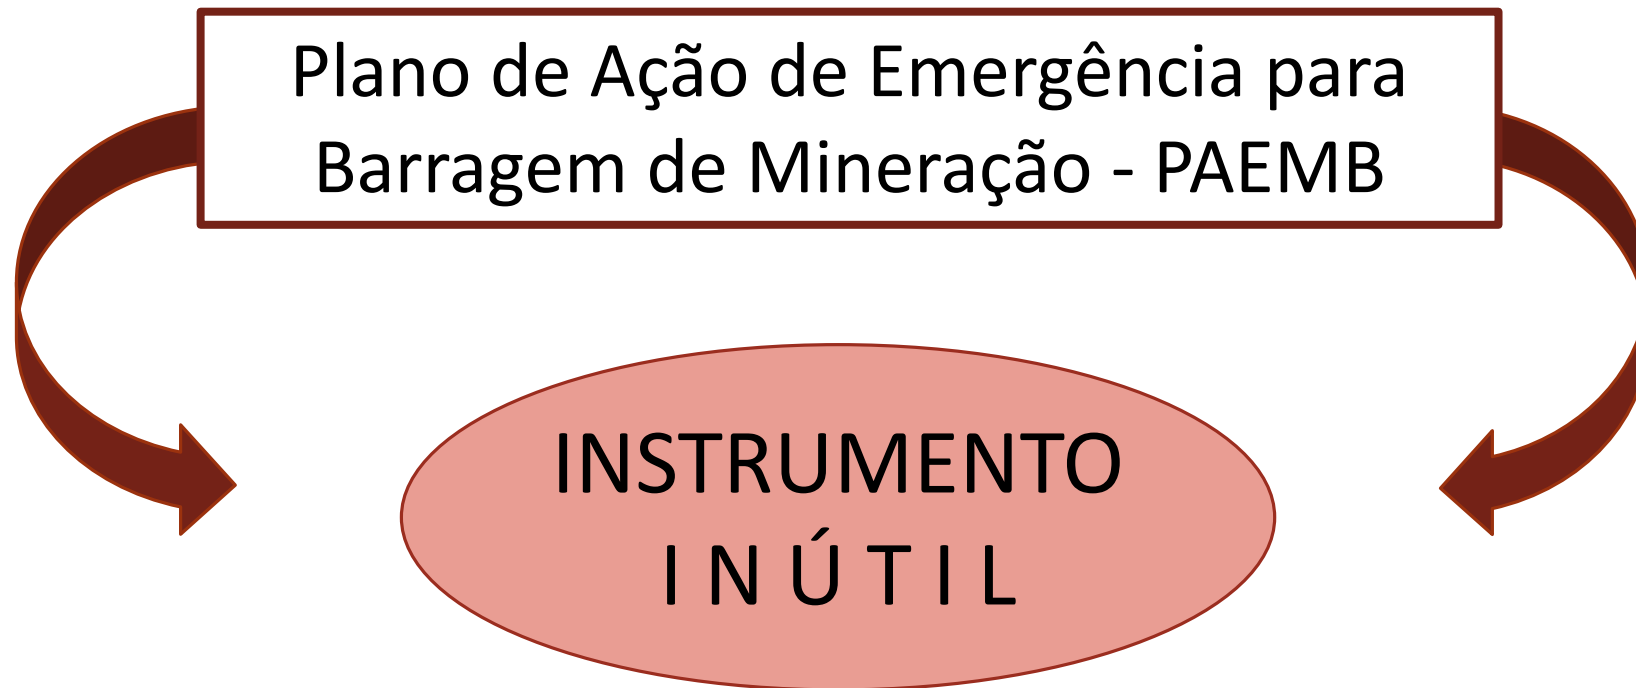 Plano de Ação de Emergência para
Barragem de Mineração - PAEMB
INSTRUMENTO
I N Ú T I L